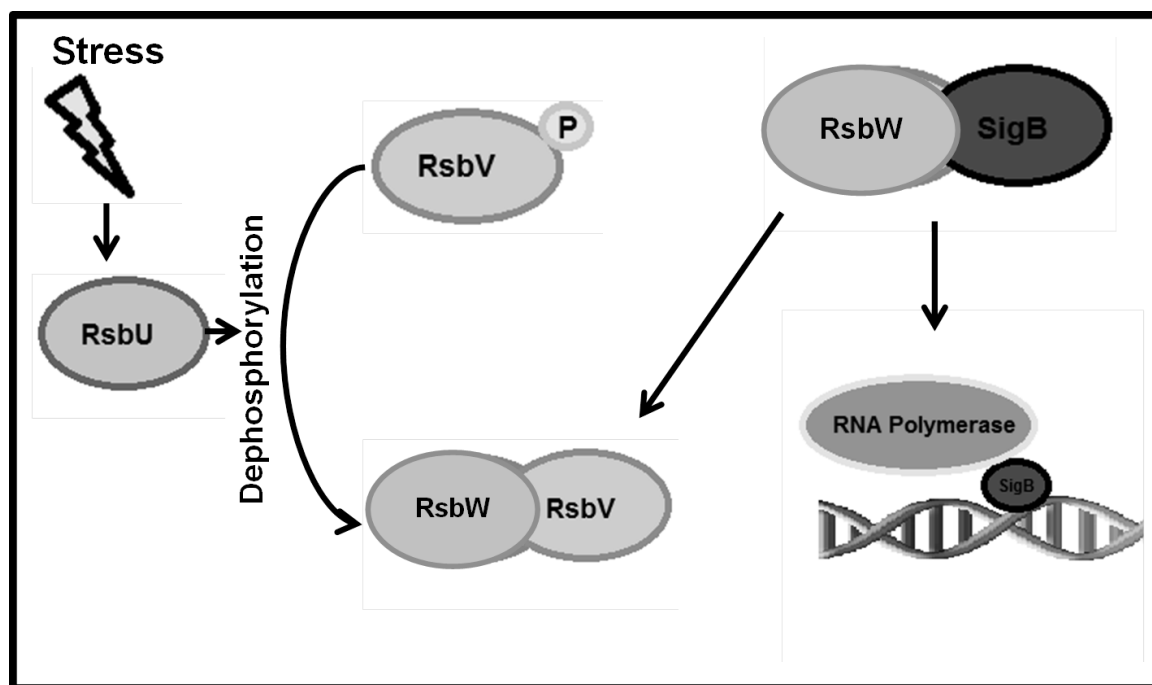 Stress
P
RsbV
RsbW
SigB
RsbU
Dephosphorylation
RNA Polymerase
SigB
RsbW
RsbV